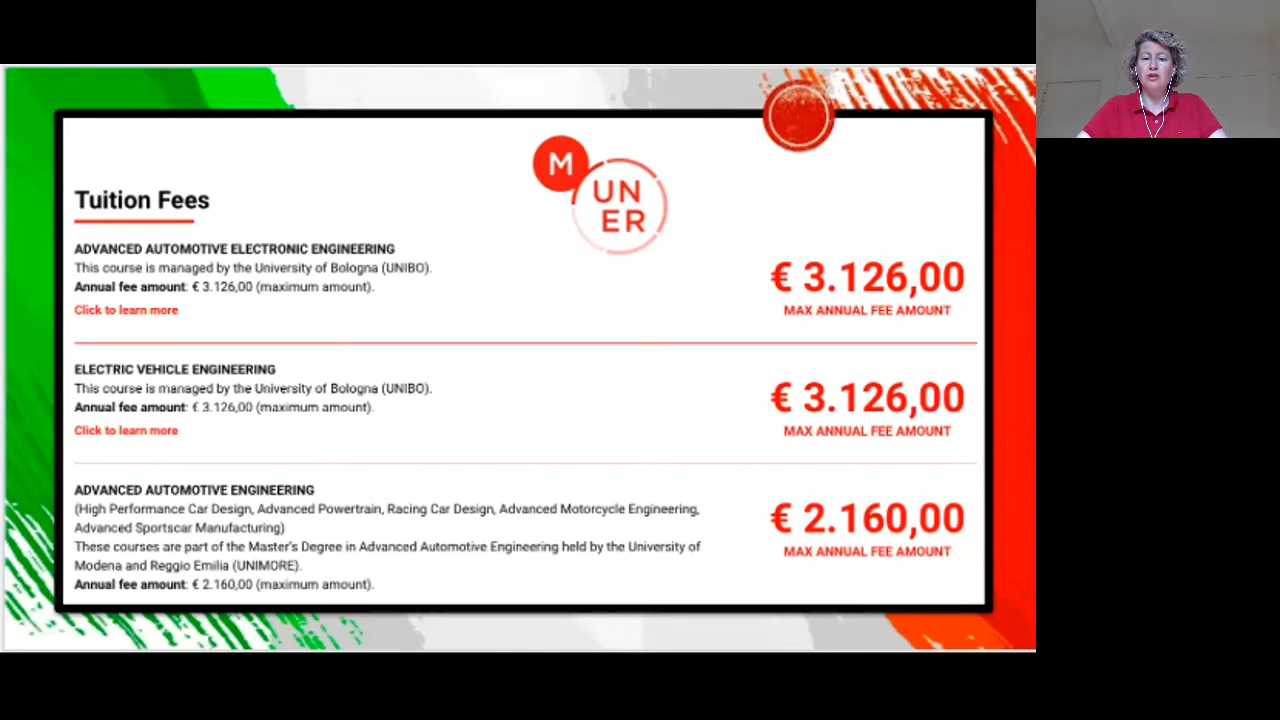 M
UN
ER
Tuition Fees
ADVANCED AUTOMOTIVE ELECTRONIC ENGINEERING
This course is managed by the University of Bologna (UNIBO).
Annual fee amount: € 3.126,00 (maximum amount).
Click to learn more
€ 3.126,00
MAX ANNUAL FEE AMOUNT
ELECTRIC VEHICLE ENGINEERING
This course is managed by the University of Bologna (UNIBO).
Annual fee amount: € 3.126,00 (maximum amount).
Click to learn more
€ 3.126,00
MAX ANNUAL FEE AMOUNT
ADVANCED AUTOMOTIVE ENGINEERING
(High Performance Car Design, Advanced Powertrain, Racing Car Design, Advanced Motorcycle Engineering,
Advanced Sportscar Manufacturing)
These courses are part of the Master's Degree in Advanced Automotive Engineering held by the University of
Modena and Reggio Emilia (UNIMORE).
Annual fee amount: € 2.160,00 (maximum amount).
€ 2.160,00
MAX ANNUAL FEE AMOUNT